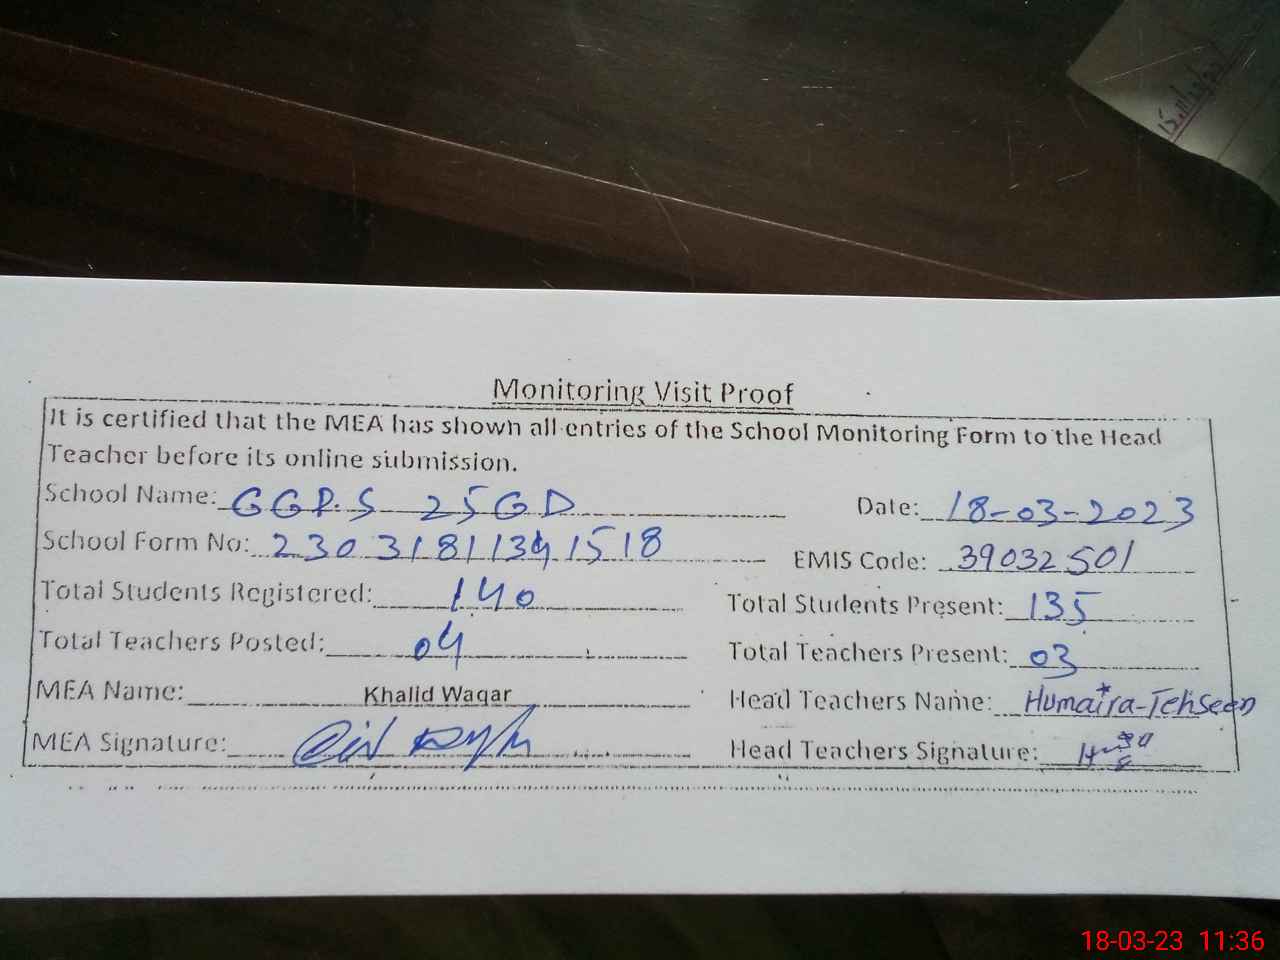 Monitoring Visit Proof
It is certified that the MEA has shown all entries of the School Monitoring Form to the Head
Teacher before its online submission.
School Name: GGPS 25GD Date: 18-03-2023
School Form No: 23031811341518 EMIS Code: 39032501
Total Students Registered: 140 Total Students Present: 135
Total Teachers Posted: 04 Total Teachers Present: 03
MEA Name: Khalid Waqar Head Teachers Name: Humaira-Tehseen
MEA Signature: Head Teachers Signature:
18-03-23 11:36